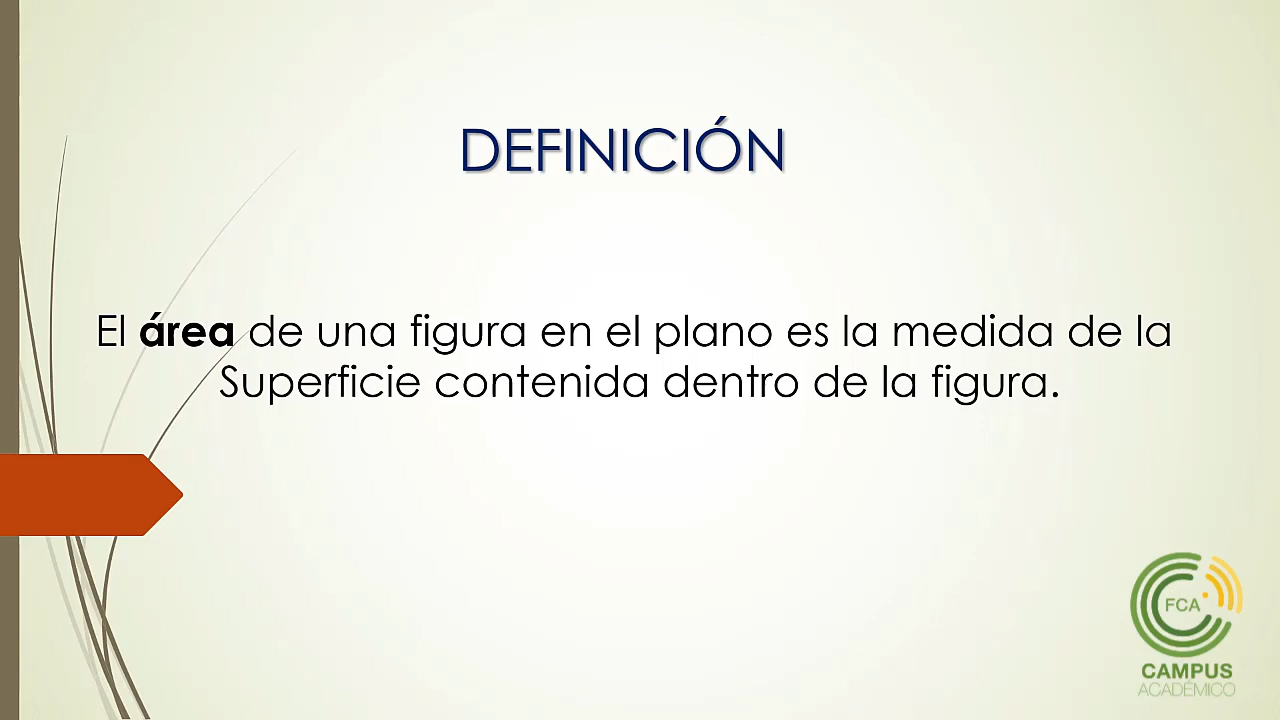 DEFINICIÓN
El área de una figura en el plano es la medida de la
Superficie contenida dentro de la figura.
FCA
CAMPUS
ACADÉMICO